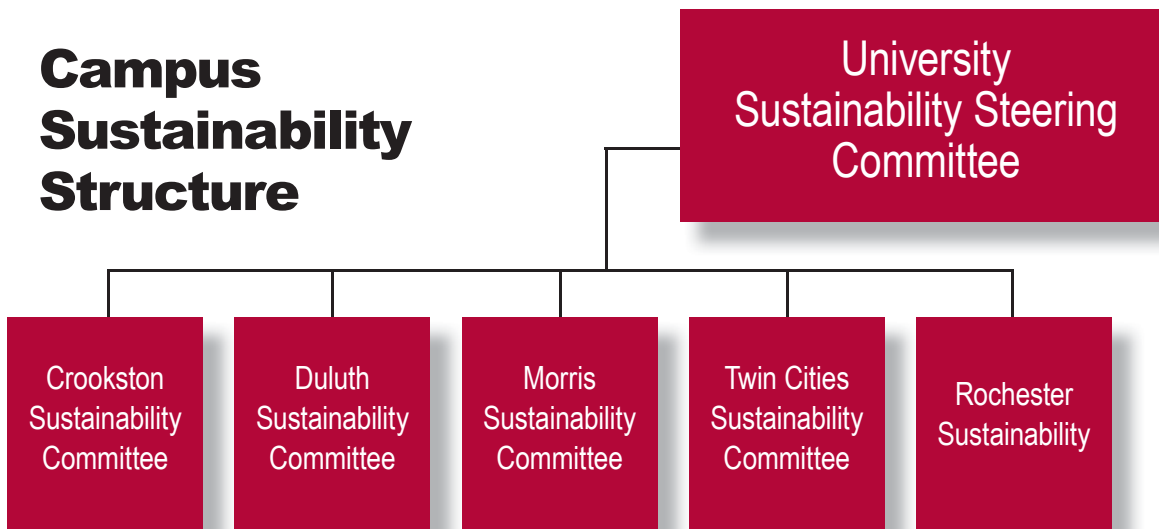 Campus
Sustainability
Structure
University
Sustainability Steering
Committee
Crookston
Sustainability
Committee
Duluth
Sustainability
Committee
Morris
Sustainability
Committee
Twin Cities
Sustainability
Committee
Rochester
Sustainability